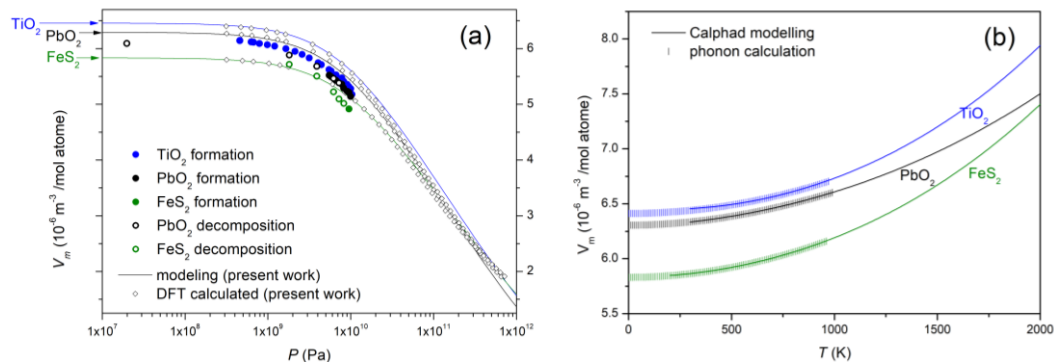 TiO₂
PbO₂
FeS₂
(a)
TiO₂ formation
PbO₂ formation
FeS₂ formation
PbO₂ decomposition
FeS₂ decomposition
modeling (present work)
DFT calculated (present work)
6
5
4
3
2
Vₘ (10⁻⁶ m⁻³ /mol atome)
1x10⁷ 1x10⁸ 1x10⁹ 1x10¹⁰ 1x10¹¹ 1x10¹²
P (Pa)
(b)
Calphad modelling
phonon calculation
TiO₂
PbO₂
FeS₂
8.0
7.5
7.0
6.5
6.0
5.5
Vₘ (10⁻⁶ m⁻³ /mol atome)
0 500 1000 1500 2000
T (K)